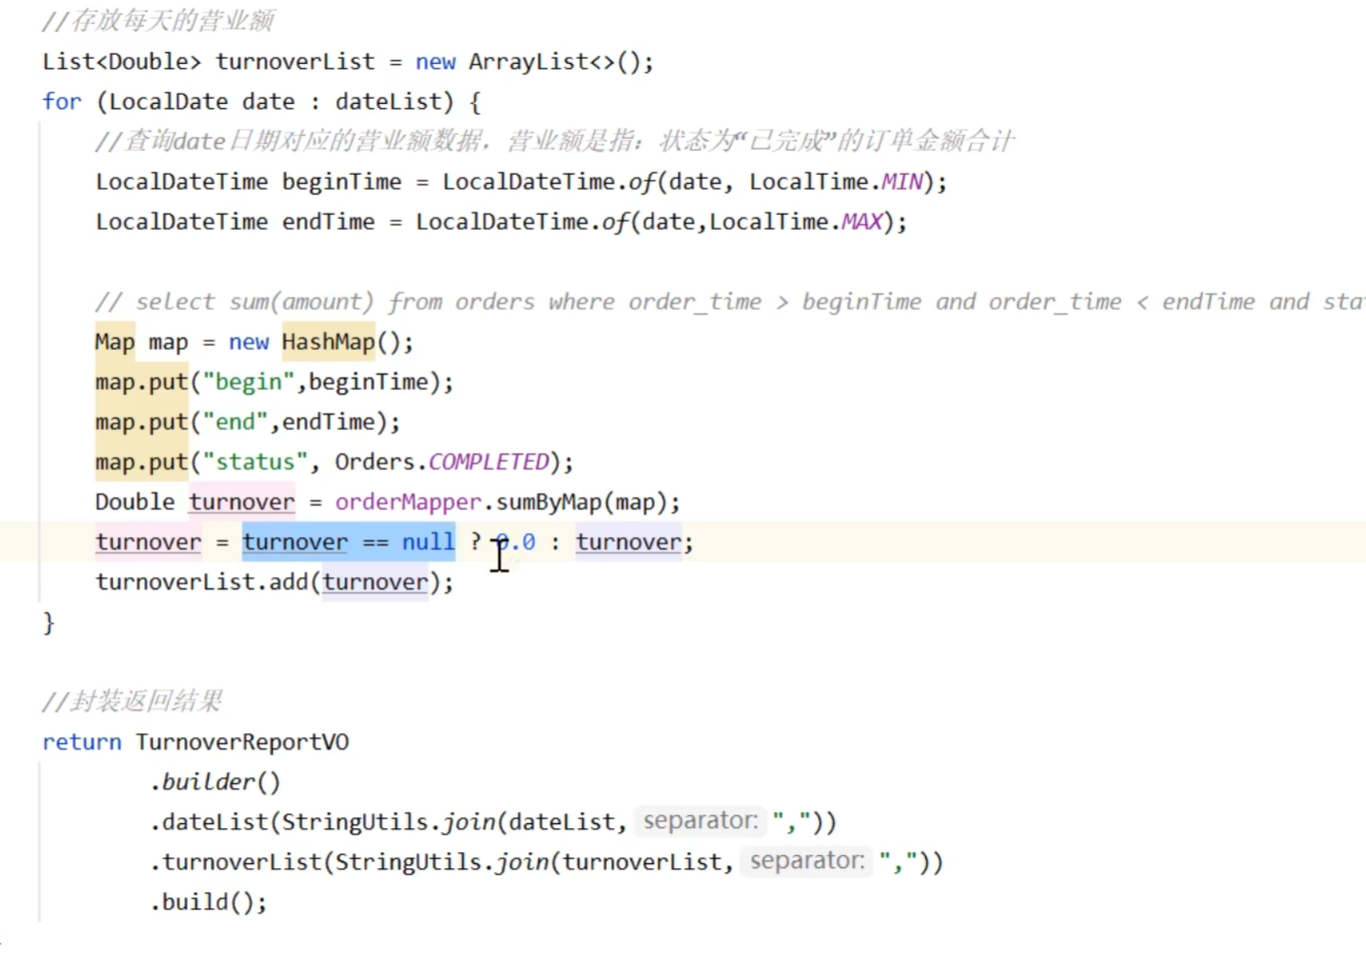 //存放每天的营业额
List<Double> turnoverList = new ArrayList<>();
for (LocalDate date : dateList) {
//查询date日期对应的营业额数据，营业额是指：状态为“已完成”的订单金额合计
LocalDateTime beginTime = LocalDateTime.of(date, LocalTime.MIN);
LocalDateTime endTime = LocalDateTime.of(date,LocalTime.MAX);
// select sum(amount) from orders where order_time > beginTime and order_time < endTime and sta
Map map = new HashMap();
map.put("begin",beginTime);
map.put("end",endTime);
map.put("status", Orders.COMPLETED);
Double turnover = orderMapper.sumByMap(map);
turnover = turnover == null ? 0.0 : turnover;
turnoverList.add(turnover);
}
//封装返回结果
return TurnoverReportVO
.builder()
.dateList(StringUtils.join(dateList, separator: ","))
.turnoverList(StringUtils.join(turnoverList, separator: ","))
.build();